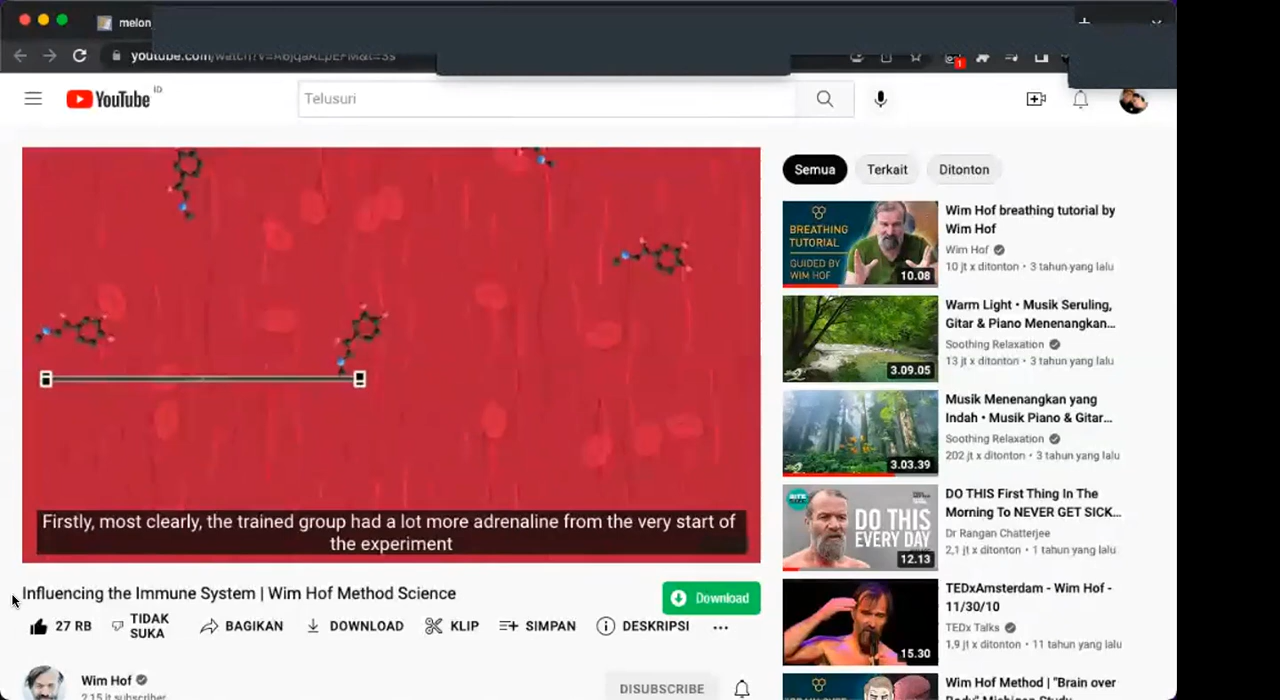 melon
youtube.com/watch?v=A6jqaALpEFM&t=3s
1
YouTube ID
Telusuri
Semua
Terkait
Ditonton
BREATHING
TUTORIAL
GUIDED BY
WIM HOF
10.08
Wim Hof breathing tutorial by
Wim Hof
Wim Hof
10 jt x ditonton • 3 tahun yang lalu
3.09.05
Warm Light • Musik Seruling,
Gitar & Piano Menenangkan...
Soothing Relaxation
13 jt x ditonton • 3 tahun yang lalu
3.03.39
Musik Menenangkan yang
Indah • Musik Piano & Gitar...
Soothing Relaxation
202 jt x ditonton • 3 tahun yang lalu
DO THIS
EVERY DAY
12.13
DO THIS First Thing In The
Morning To NEVER GET SICK...
Dr Rangan Chatterjee
2,1 jt x ditonton • 1 tahun yang lalu
15.30
TEDxAmsterdam - Wim Hof -
11/30/10
TEDx Talks
1,9 jt x ditonton • 11 tahun yang lalu
Wim Hof Method | "Brain over
Body" Michigan Study
Firstly, most clearly, the trained group had a lot more adrenaline from the very start of
the experiment
Influencing the Immune System | Wim Hof Method Science
Download
27 RB
TIDAK
SUKA
BAGIKAN
DOWNLOAD
KLIP
SIMPAN
DESKRIPSI
Wim Hof
2,15 jt subscriber
DISUBSCRIBE